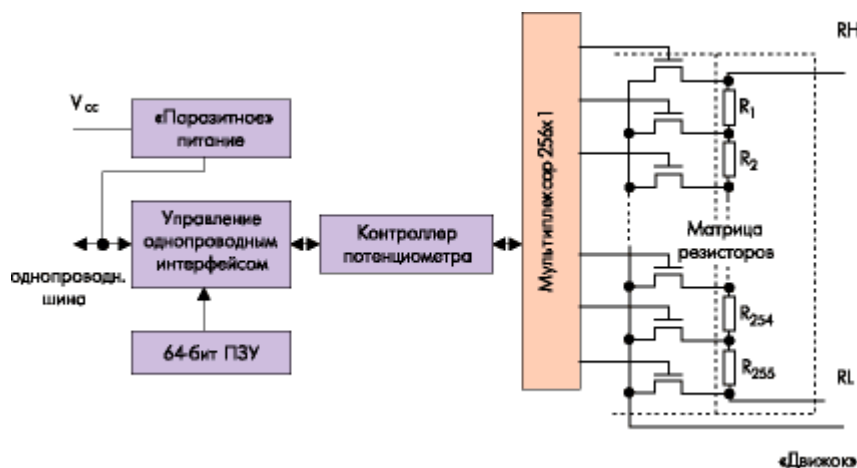 RH
V cc
«Паразитное»
питание
Мультиплексор 256x1
R1
R2
Управление
однопроводным
интерфейсом
Контроллер
потенциометра
Матрица
резисторов
однопроводн.
шина
64-бит ПЗУ
R254
R255
RL
«Движок»